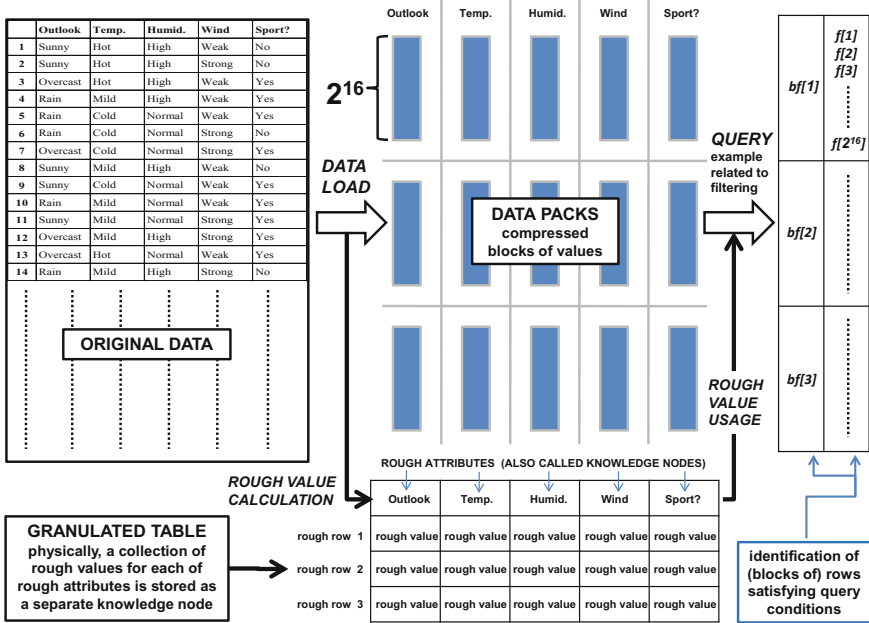 Outlook Temp. Humid. Wind Sport?
1 Sunny Hot High Weak No
2 Sunny Hot High Strong No
3 Overcast Hot High Weak Yes
4 Rain Mild High Weak Yes
5 Rain Cold Normal Weak Yes
6 Rain Cold Normal Strong No
7 Overcast Cold Normal Strong Yes
8 Sunny Mild High Weak No
9 Sunny Cold Normal Weak Yes
10 Rain Mild Normal Weak Yes
11 Sunny Mild Normal Strong Yes
12 Overcast Mild High Strong Yes
13 Overcast Hot Normal Weak Yes
14 Rain Mild High Strong No
ORIGINAL DATA
Outlook Temp. Humid. Wind Sport?
2^16
DATA
LOAD
DATA PACKS
compressed
blocks of values
QUERY
example
related to
filtering
bf[1]
f[1]
f[2]
f[3]
f[2^16]
bf[2]
bf[3]
ROUGH
VALUE
USAGE
ROUGH VALUE
CALCULATION
ROUGH ATTRIBUTES (ALSO CALLED KNOWLEDGE NODES)
Outlook Temp. Humid. Wind Sport?
rough row 1 rough value rough value rough value rough value rough value
rough row 2 rough value rough value rough value rough value rough value
rough row 3 rough value rough value rough value rough value rough value
GRANULATED TABLE
physically, a collection of
rough values for each of
rough attributes is stored as
a separate knowledge node
identification of
(blocks of) rows
satisfying query
conditions